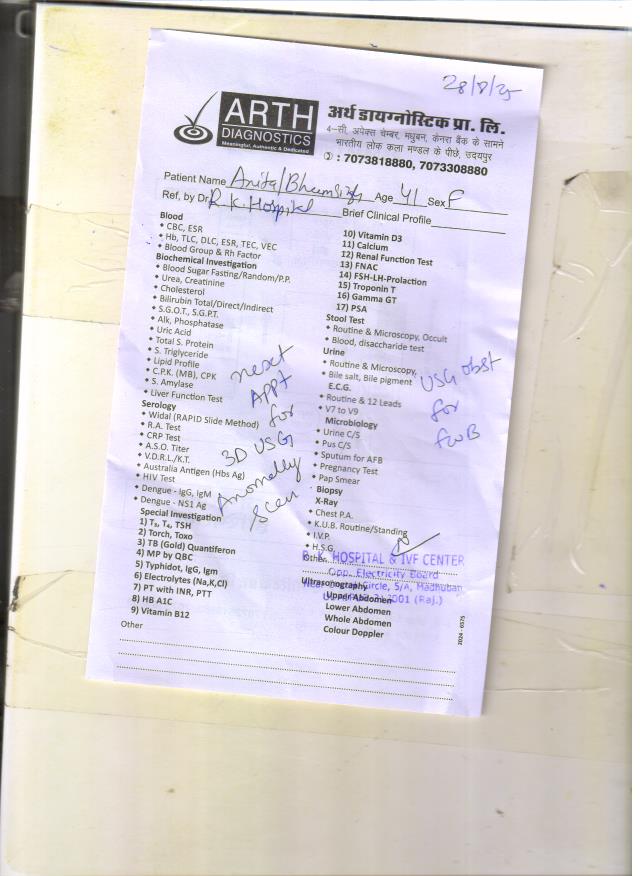 28/8/25
ARTH
DIAGNOSTICS
Meaningful, Authentic & Dedicated
अर्थ डायग्नोस्टिक प्रा. लि.
4-सी, अपेक्स चेम्बर, मधुबन, केनरा बैंक के सामने
भारतीय लोक कला मण्डल के पीछे, उदयपुर
: 7073818880, 7073308880
Patient Name Anita/Bhim Age 41 Sex F
Ref, by Dr. R K Hospital Brief Clinical Profile
Blood
CBC, ESR
Hb, TLC, DLC, ESR, TEC, VEC
Blood Group & Rh Factor
Biochemical Investigation
Blood Sugar Fasting/Random/P.P.
Urea, Creatinine
Cholesterol
Bilirubin Total/Direct/Indirect
S.G.O.T., S.G.P.T.
Alk, Phosphatase
Uric Acid
Total S. Protein
S. Triglyceride
Lipid Profile
C.P.K. (MB), CPK
S. Amylase
Liver Function Test
Serology
Widal (RAPID Slide Method)
R.A. Test
CRP Test
A.S.O. Titer
V.D.R.L./K.T.
Australia Antigen (Hbs Ag)
HIV Test
Dengue - IgG, IgM
Dengue - NS1 Ag
Special Investigation
1) T₃, T₄, TSH
2) Torch, Toxo
3) TB (Gold) Quantiferon
4) MP by QBC
5) Typhidot, IgG, Igm
6) Electrolytes (Na,K,Cl)
7) PT with INR, PTT
8) HB A1C
9) Vitamin B12
Other
next
APPt
for
3D USG
Anomally
scan
10) Vitamin D3
11) Calcium
12) Renal Function Test
13) FNAC
14) FSH-LH-Prolaction
15) Troponin T
16) Gamma GT
17) PSA
Stool Test
Routine & Microscopy, Occult
Blood, disaccharide test
Urine
Routine & Microscopy,
Bile salt, Bile pigment
E.C.G.
Routine & 12 Leads
V7 to V9
Microbiology
Urine C/S
Pus C/S
Sputum for AFB
Pregnancy Test
Pap Smear
Biopsy
X-Ray
Chest P.A.
K.U.B. Routine/Standing
I.V.P.
H.S.G.
Other
Ultrasonography
Upper Abdomen
Lower Abdomen
Whole Abdomen
Colour Doppler
USG obst
for
FWB
HOSPITAL & IVF CENTER
Opp. Electricity Board
Circle, 5/A, Madhuban
(Raj.)
2024-6575